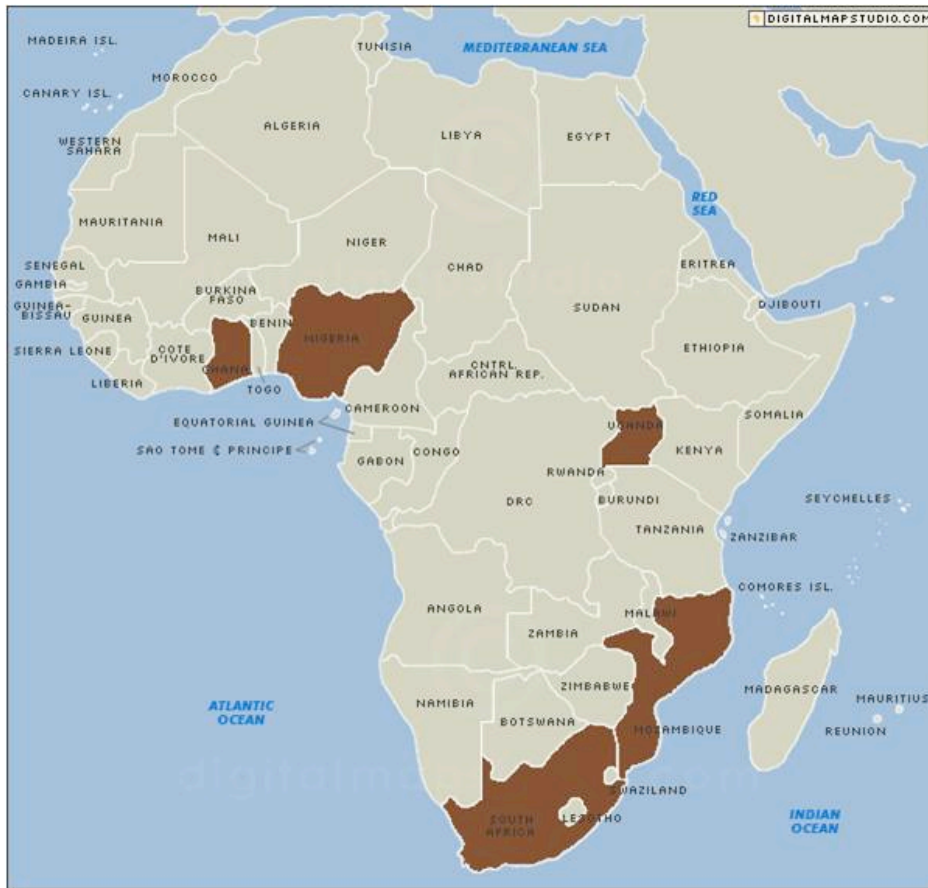 DIGITALMAPSTUDIO.COM
MADEIRA ISL.
TUNISIA
MEDITERRANEAN SEA
MOROCCO
CANARY ISL.
ALGERIA
LIBYA
EGYPT
WESTERN
SAHARA
RED
SEA
MAURITANIA
MALI
NIGER
CHAD
SENEGAL
ERITREA
GAMBIA
BURKINA
FASO
SUDAN
DJIBOUTI
GUINEA-
BISSAU
GUINEA
BENIN
NIGERIA
SIERRA LEONE
COTE
D'IVORE
GHANA
ETHIOPIA
CNTRL.
AFRICAN REP.
LIBERIA
TOGO
CAMEROON
SOMALIA
EQUATORIAL GUINEA
UGANDA
SAO TOME & PRINCIPE
GABON
CONGO
KENYA
RWANDA
DRC
BURUNDI
SEYCHELLES
TANZANIA
ZANZIBAR
COMORES ISL.
ANGOLA
MALAWI
ZAMBIA
ZIMBABWE
MADAGASCAR
MAURITIUS
NAMIBIA
ATLANTIC
OCEAN
BOTSWANA
MOZAMBIQUE
REUNION
digitalmap
.com
SWAZILAND
SOUTH
AFRICA
LESOTHO
INDIAN
OCEAN